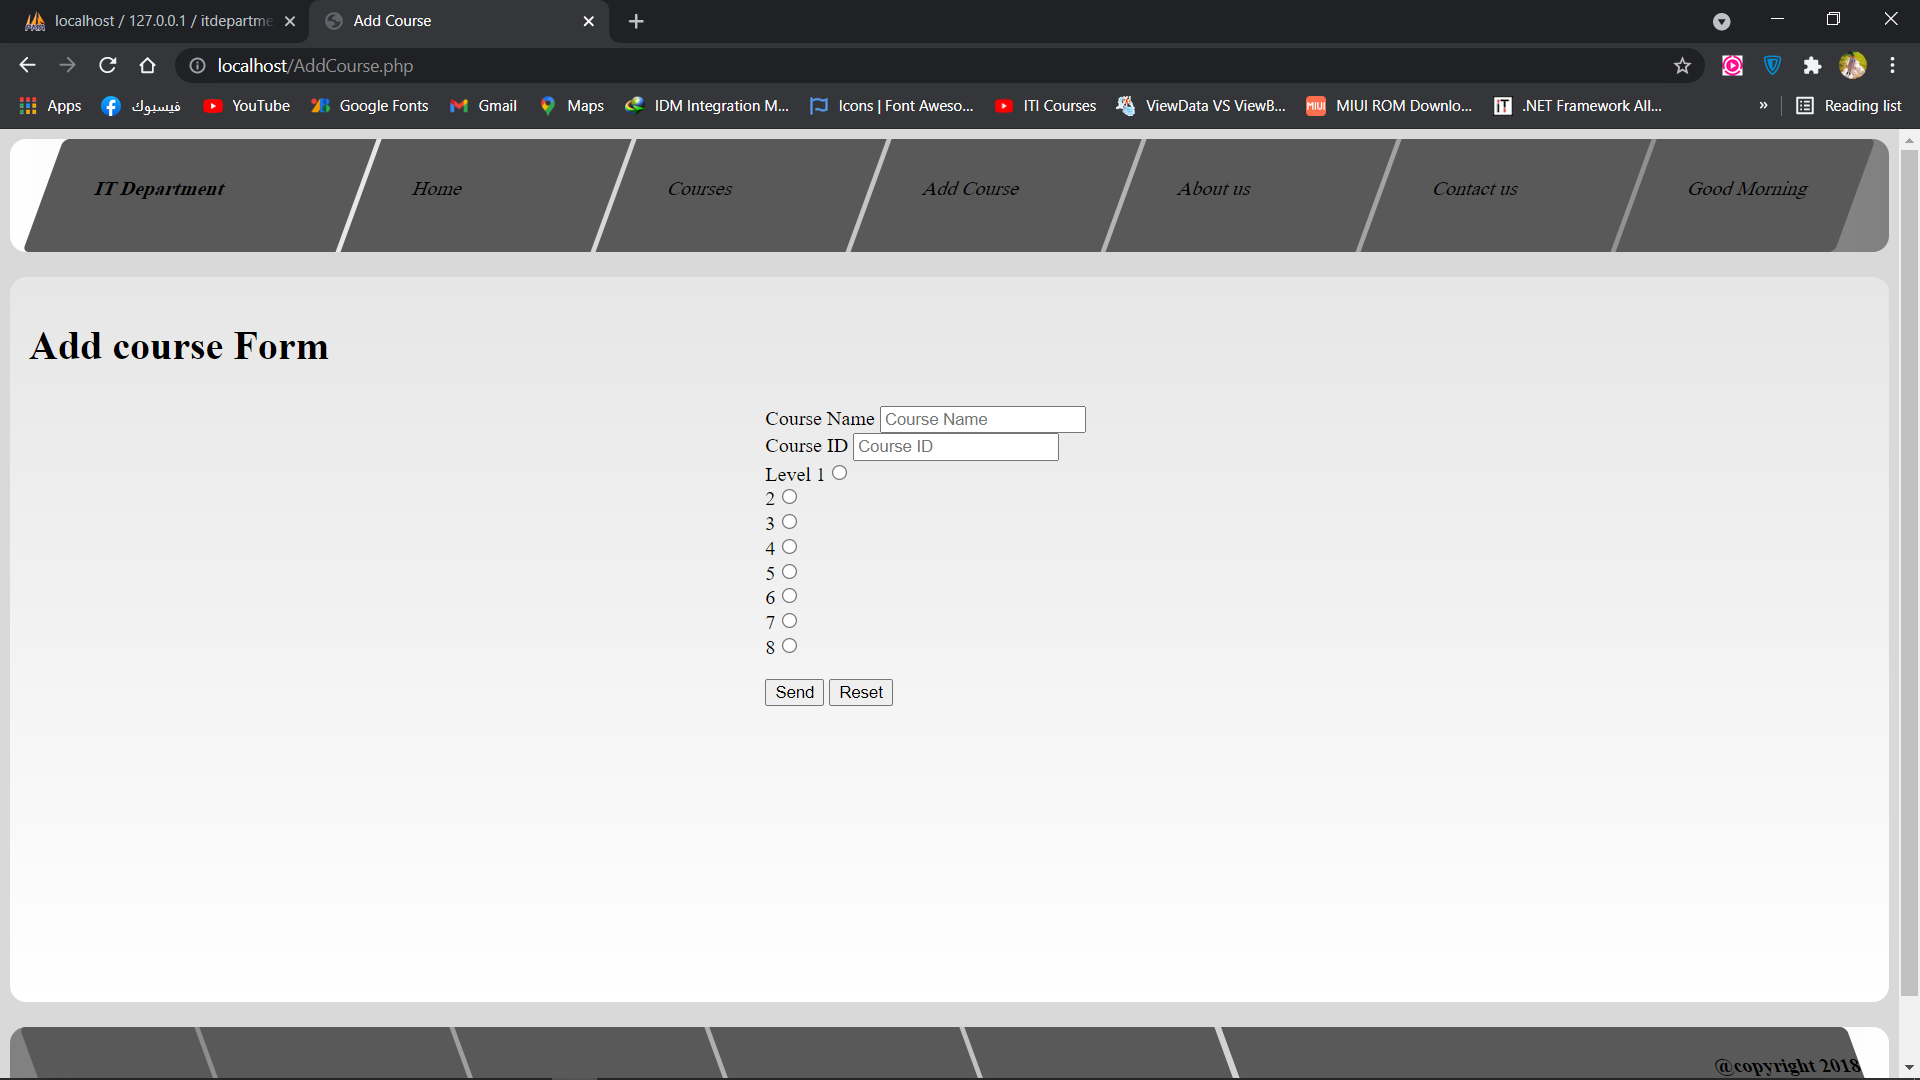 localhost / 127.0.0.1 / itdepartme
Add Course
localhost/AddCourse.php
Apps
فيسبوك
YouTube
Google Fonts
Gmail
Maps
IDM Integration M...
Icons | Font Aweso...
ITI Courses
ViewData VS ViewB...
MIUI
MIUI ROM Downlo...
iT
.NET Framework All...
»
Reading list
IT Department
Home
Courses
Add Course
About us
Contact us
Good Morning
Add course Form
Course Name Course Name
Course ID Course ID
Level 1
2
3
4
5
6
7
8
Send Reset
@copyright 2018